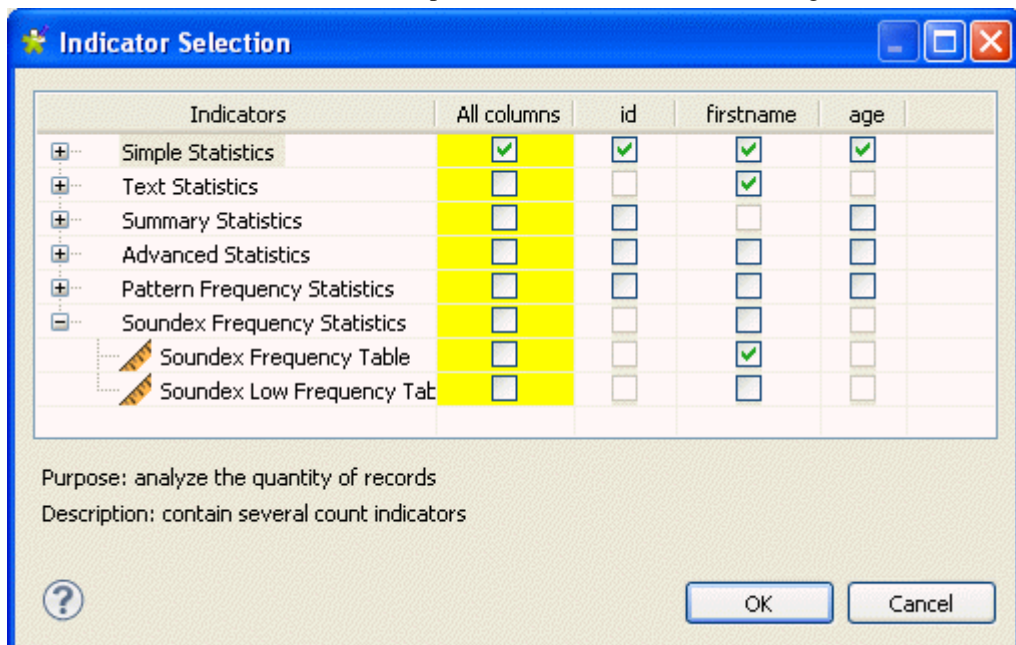 Indicator Selection
Indicators All columns id firstname age
Simple Statistics
Text Statistics
Summary Statistics
Advanced Statistics
Pattern Frequency Statistics
Soundex Frequency Statistics
Soundex Frequency Table
Soundex Low Frequency Tab
Purpose: analyze the quantity of records
Description: contain several count indicators
? OK Cancel